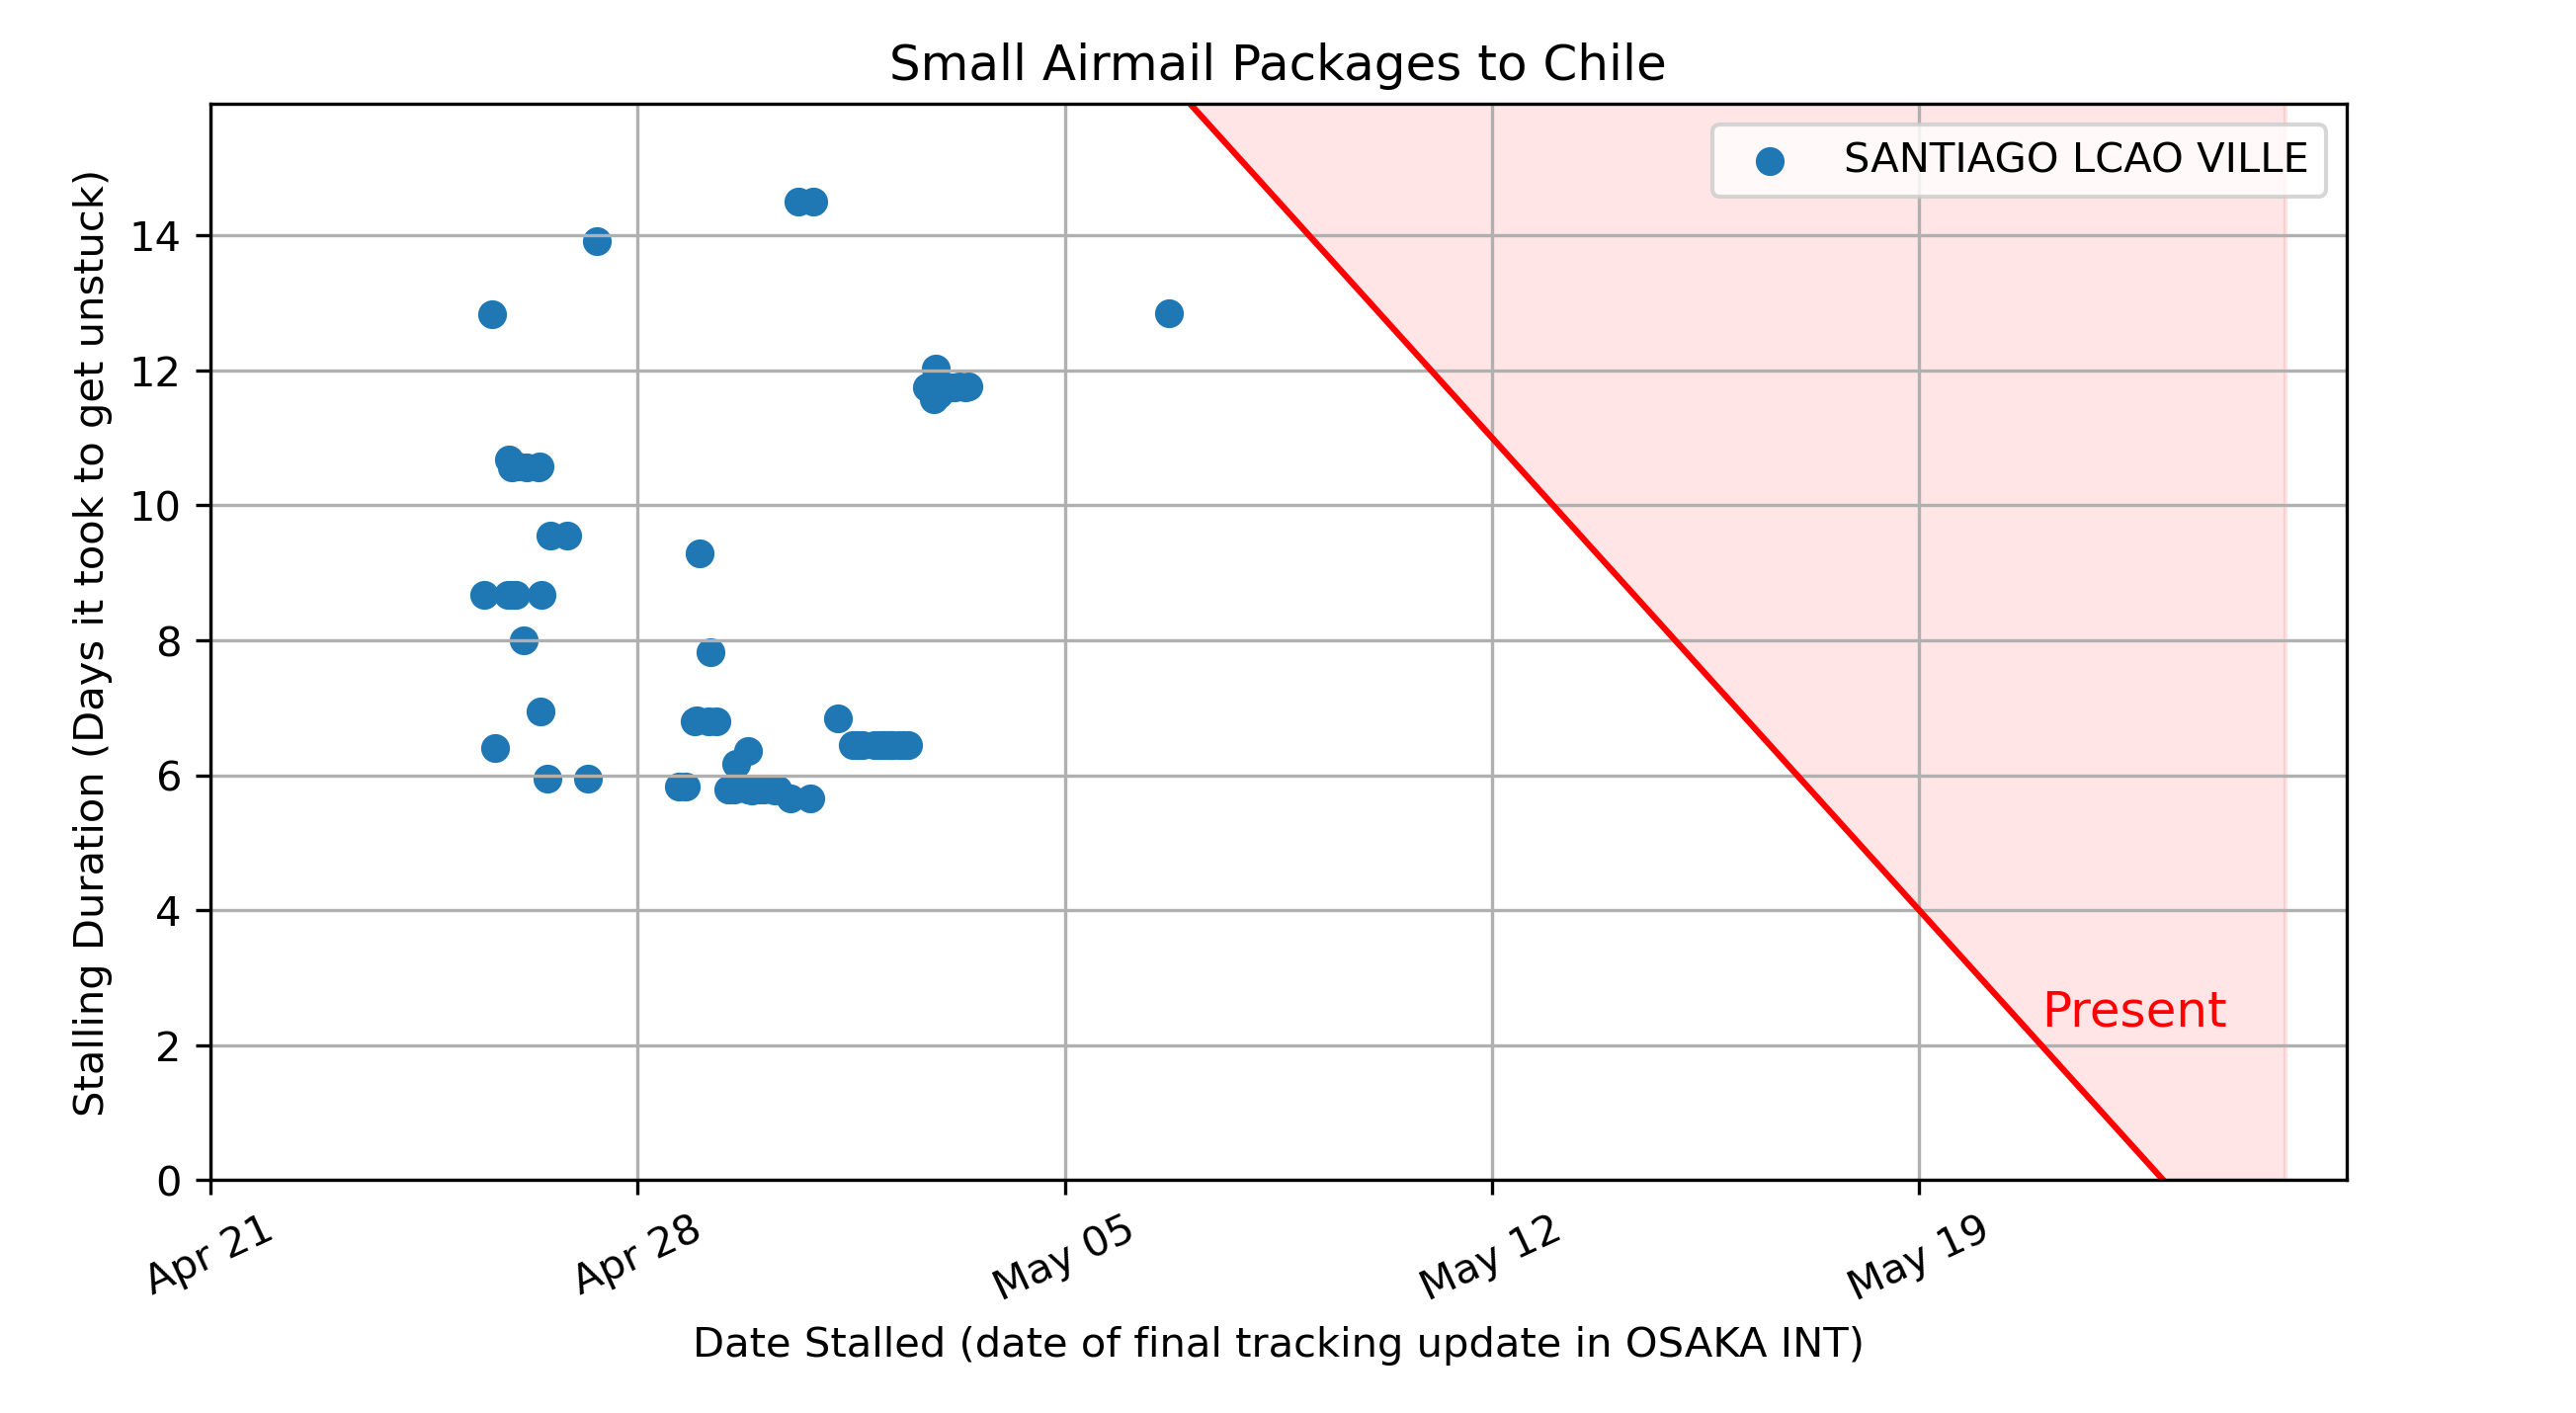 Small Airmail Packages to Chile
SANTIAGO LCAO VILLE
Stalling Duration (Days it took to get unstuck)
14
12
10
8
6
4
2
0
Present
Apr 21
Apr 28
May 05
May 12
May 19
Date Stalled (date of final tracking update in OSAKA INT)